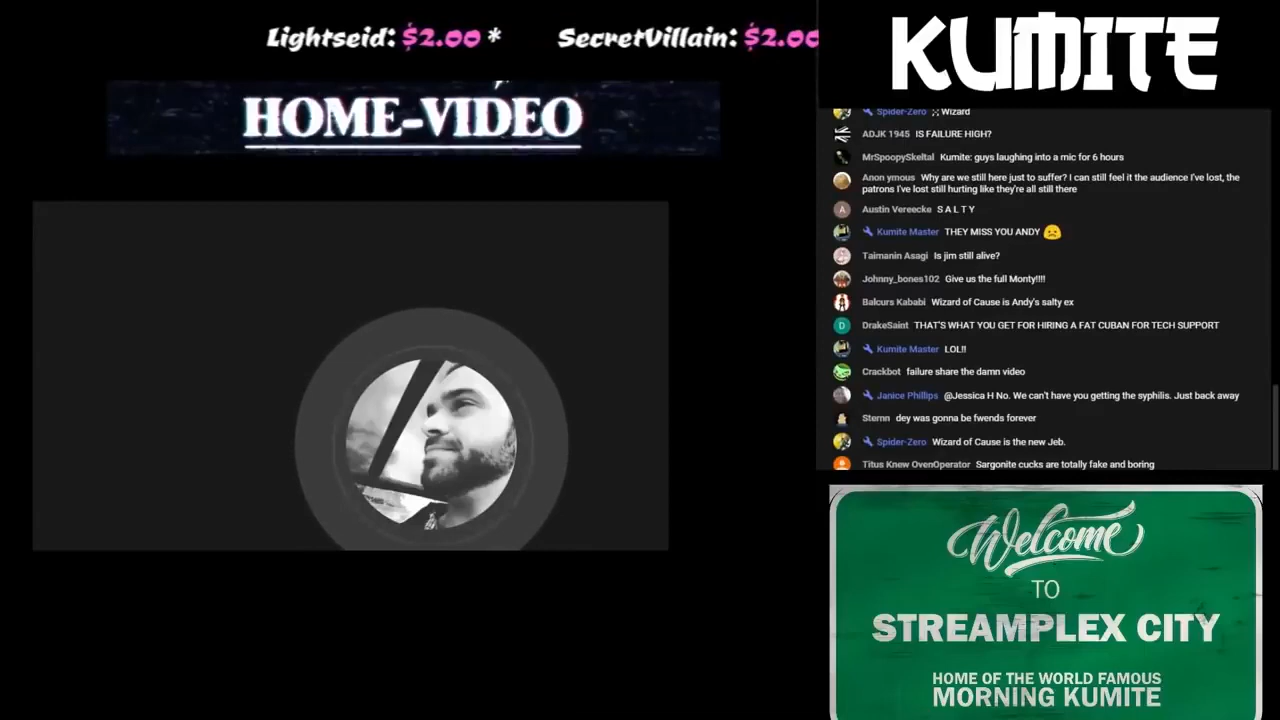 Lightseid: $2.00 * SecretVillain: $2.00
HOME-VIDEO
KUMITE
Spider-Zero ;; Wizard
ADJK 1945 IS FAILURE HIGH?
MrSpoopySkeltal Kumite: guys laughing into a mic for 6 hours
Anon ymous Why are we still here just to suffer? I can still feel it the audience I've lost, the
patrons I've lost still hurting like they're all still there
A Austin Vereecke S A L T Y
Kumite Master THEY MISS YOU ANDY
Taimanin Asagi Is jim still alive?
Johnny_bones102 Give us the full Monty!!!!
Balcurs Kababi Wizard of Cause is Andy's salty ex
D DrakeSaint THAT'S WHAT YOU GET FOR HIRING A FAT CUBAN FOR TECH SUPPORT
Kumite Master LOL!!
Crackbot failure share the damn video
Janice Phillips @Jessica H No. We can't have you getting the syphilis. Just back away
Sternn dey was gonna be fwends forever
Spider-Zero Wizard of Cause is the new Jeb.
Titus Knew OvenOperator Sargonite cucks are totally fake and boring
Welcome
TO
STREAMPLEX CITY
HOME OF THE WORLD FAMOUS
MORNING KUMITE